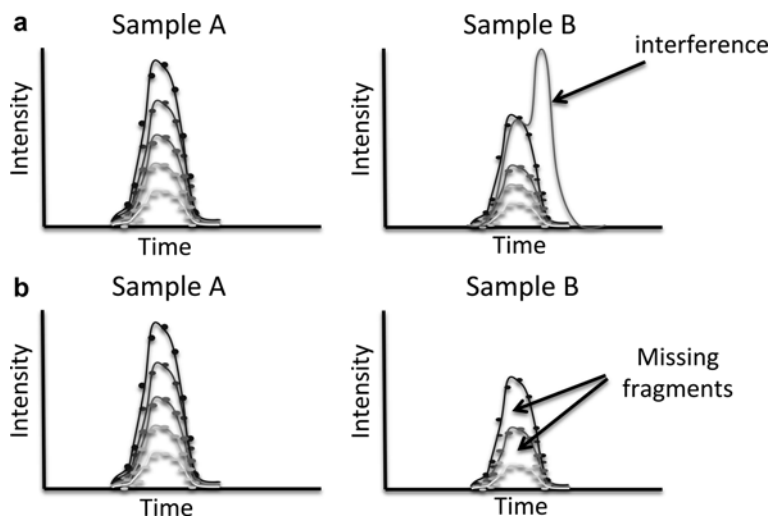 a
Sample A
Sample B
interference
Intensity
Intensity
Time
Time
b
Sample A
Sample B
Missing
fragments
Intensity
Intensity
Time
Time